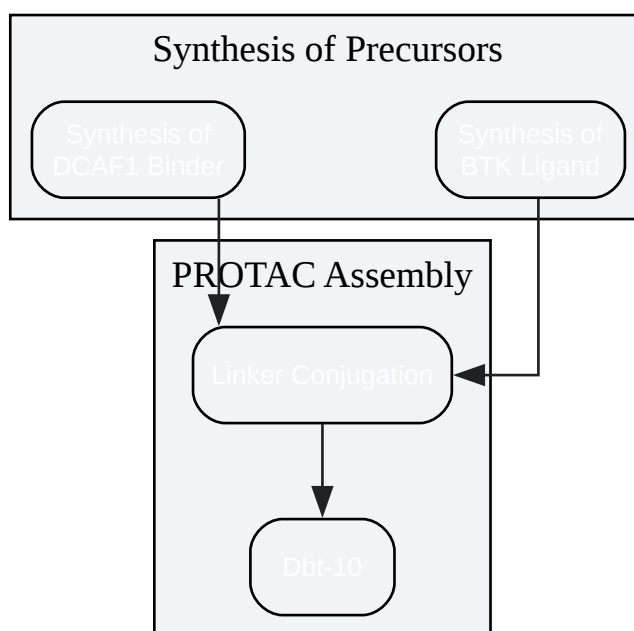 Synthesis of Precursors
Synthesis of
DCAF1 Binder
Synthesis of
BTK Ligand
PROTAC Assembly
Linker Conjugation
Dbt-10